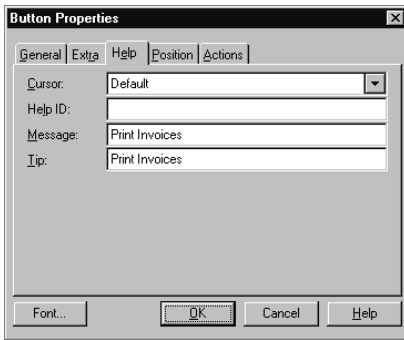 Button Properties
General Extra Help Position Actions
Cursor: Default
Help ID:
Message: Print Invoices
Tip: Print Invoices
Font... OK Cancel Help